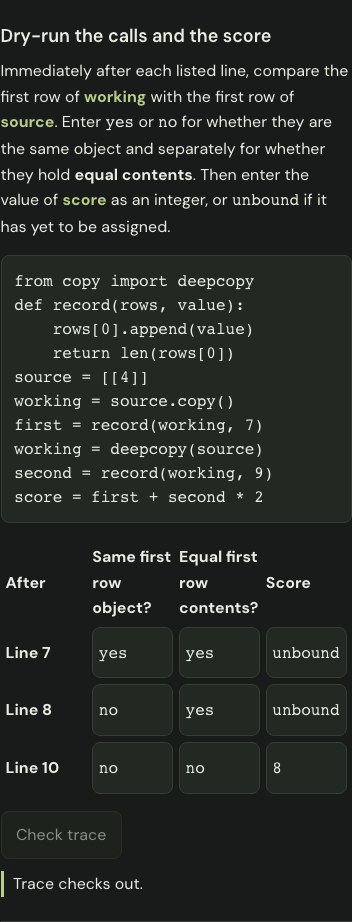 Dry-run the calls and the score
Immediately after each listed line, compare the
first row of working with the first row of
source. Enter yes or no for whether they are
the same object and separately for whether
they hold equal contents. Then enter the
value of score as an integer, or unbound if it
has yet to be assigned.
from copy import deepcopy
def record(rows, value):
    rows[0].append(value)
    return len(rows[0])
source = [[4]]
working = source.copy()
first = record(working, 7)
working = deepcopy(source)
second = record(working, 9)
score = first + second * 2
After
Same first row object?
Equal first row contents?
Score
Line 7 yes yes unbound
Line 8 no yes unbound
Line 10 no no 8
Check trace
Trace checks out.